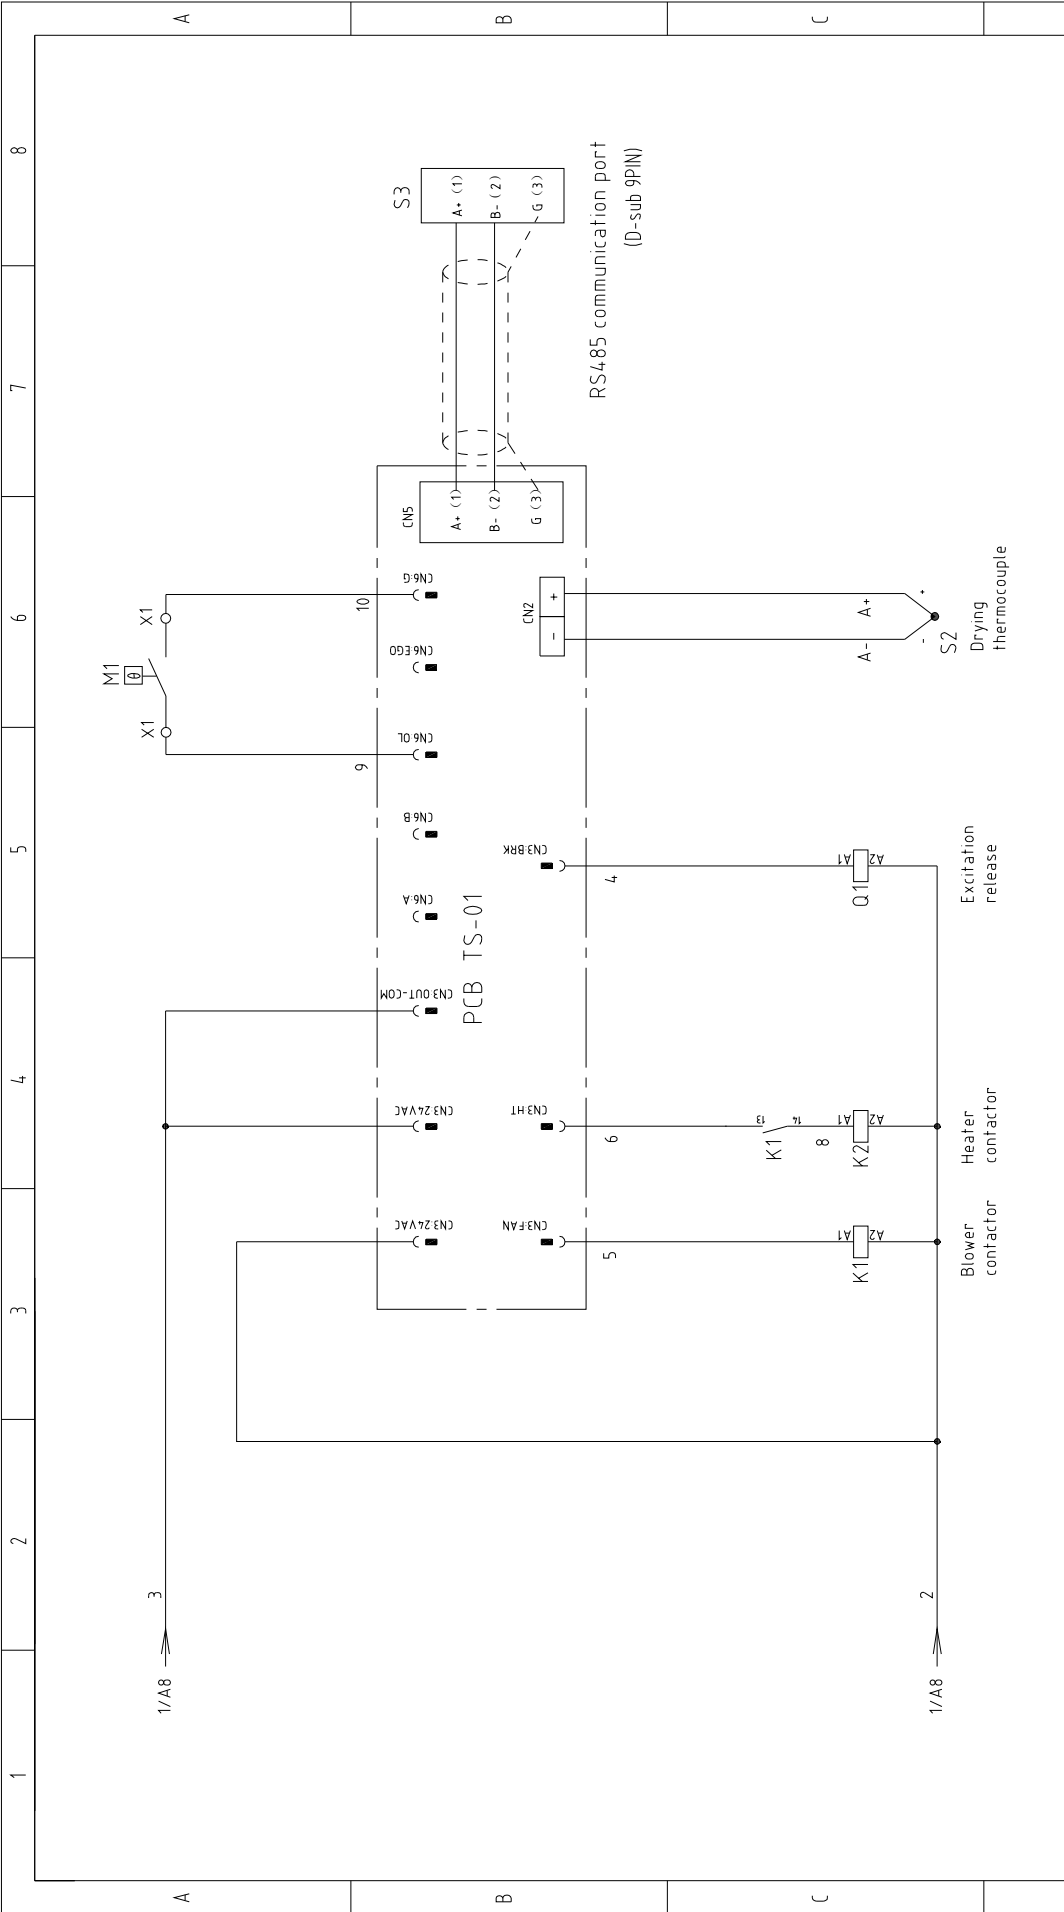 1
2
3
4
5
6
7
8
A
A
B
B
C
C
1/A8
3
1/A8
2
M1
θ
X1
X1
9
10
CN3:24VAC
CN3:24VAC
CN3:OUT-COM
CN6:A
CN6:B
CN6:OL
CN6:EGO
CN6:G
PCB TS-01
CN3:FAN
CN3:HT
CN3:BRK
CN2
- +
CN5
A+ (1)
B- (2)
G (3)
S3
A+ (1)
B- (2)
G (3)
RS485 communication port
(D-sub 9PIN)
5
6
4
K1
13
14
8
K1
A1
A2
K2
A1
A2
Q1
A1
A2
A-
A+
-
+
S2
Blower
contactor
Heater
contactor
Excitation
release
Drying
thermocouple